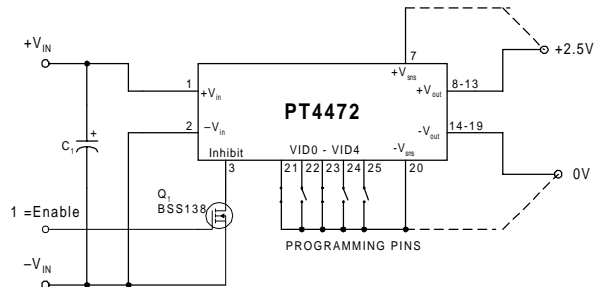 +V_IN
7
+V_sns
+2.5V
1
+V_in
+V_out
8-13
PT4472
2
−V_in
-V_out
14-19
C_1
+
Inhibit
VID0 - VID4
-V_sns
3
21
22
23
24
25
20
0V
Q_1
BSS138
1 =Enable
PROGRAMMING PINS
−V_IN